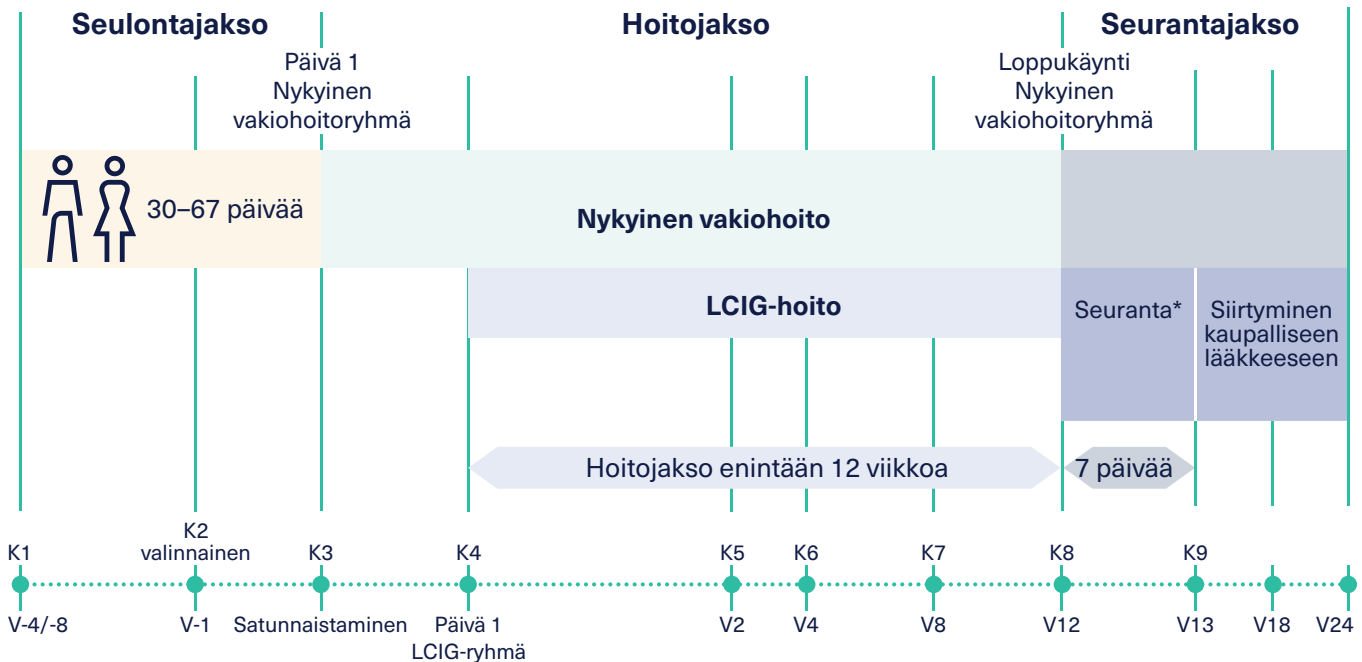 Seulontajakso
Hoitojakso
Seurantajakso
Päivä 1
Nykyinen
vakiohoitoryhmä
Loppukäynti
Nykyinen
vakiohoitoryhmä
30–67 päivää
Nykyinen vakiohoito
LCIG-hoito
Seuranta*
Siirtyminen
kaupalliseen
lääkkeeseen
Hoitojakso enintään 12 viikkoa
7 päivää
K1
K2
valinnainen
K3
K4
K5
K6
K7
K8
K9
V-4/-8
V-1
Satunnaistaminen
Päivä 1
LCIG-ryhmä
V2
V4
V8
V12
V13
V18
V24